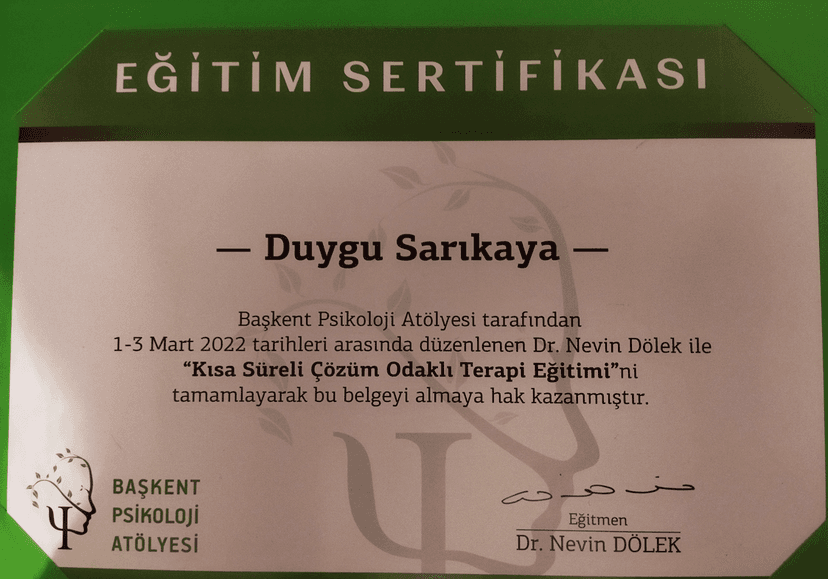 EĞİTİM SERTİFİKASI
— Duygu Sarıkaya —
Başkent Psikoloji Atölyesi tarafından
1-3 Mart 2022 tarihleri arasında düzenlenen Dr. Nevin Dölek ile
“Kısa Süreli Çözüm Odaklı Terapi Eğitimi”ni
tamamlayarak bu belgeyi almaya hak kazanmıştır.
BAŞKENT
PSİKOLOJİ
ATÖLYESİ
Eğitmen
Dr. Nevin DÖLEK